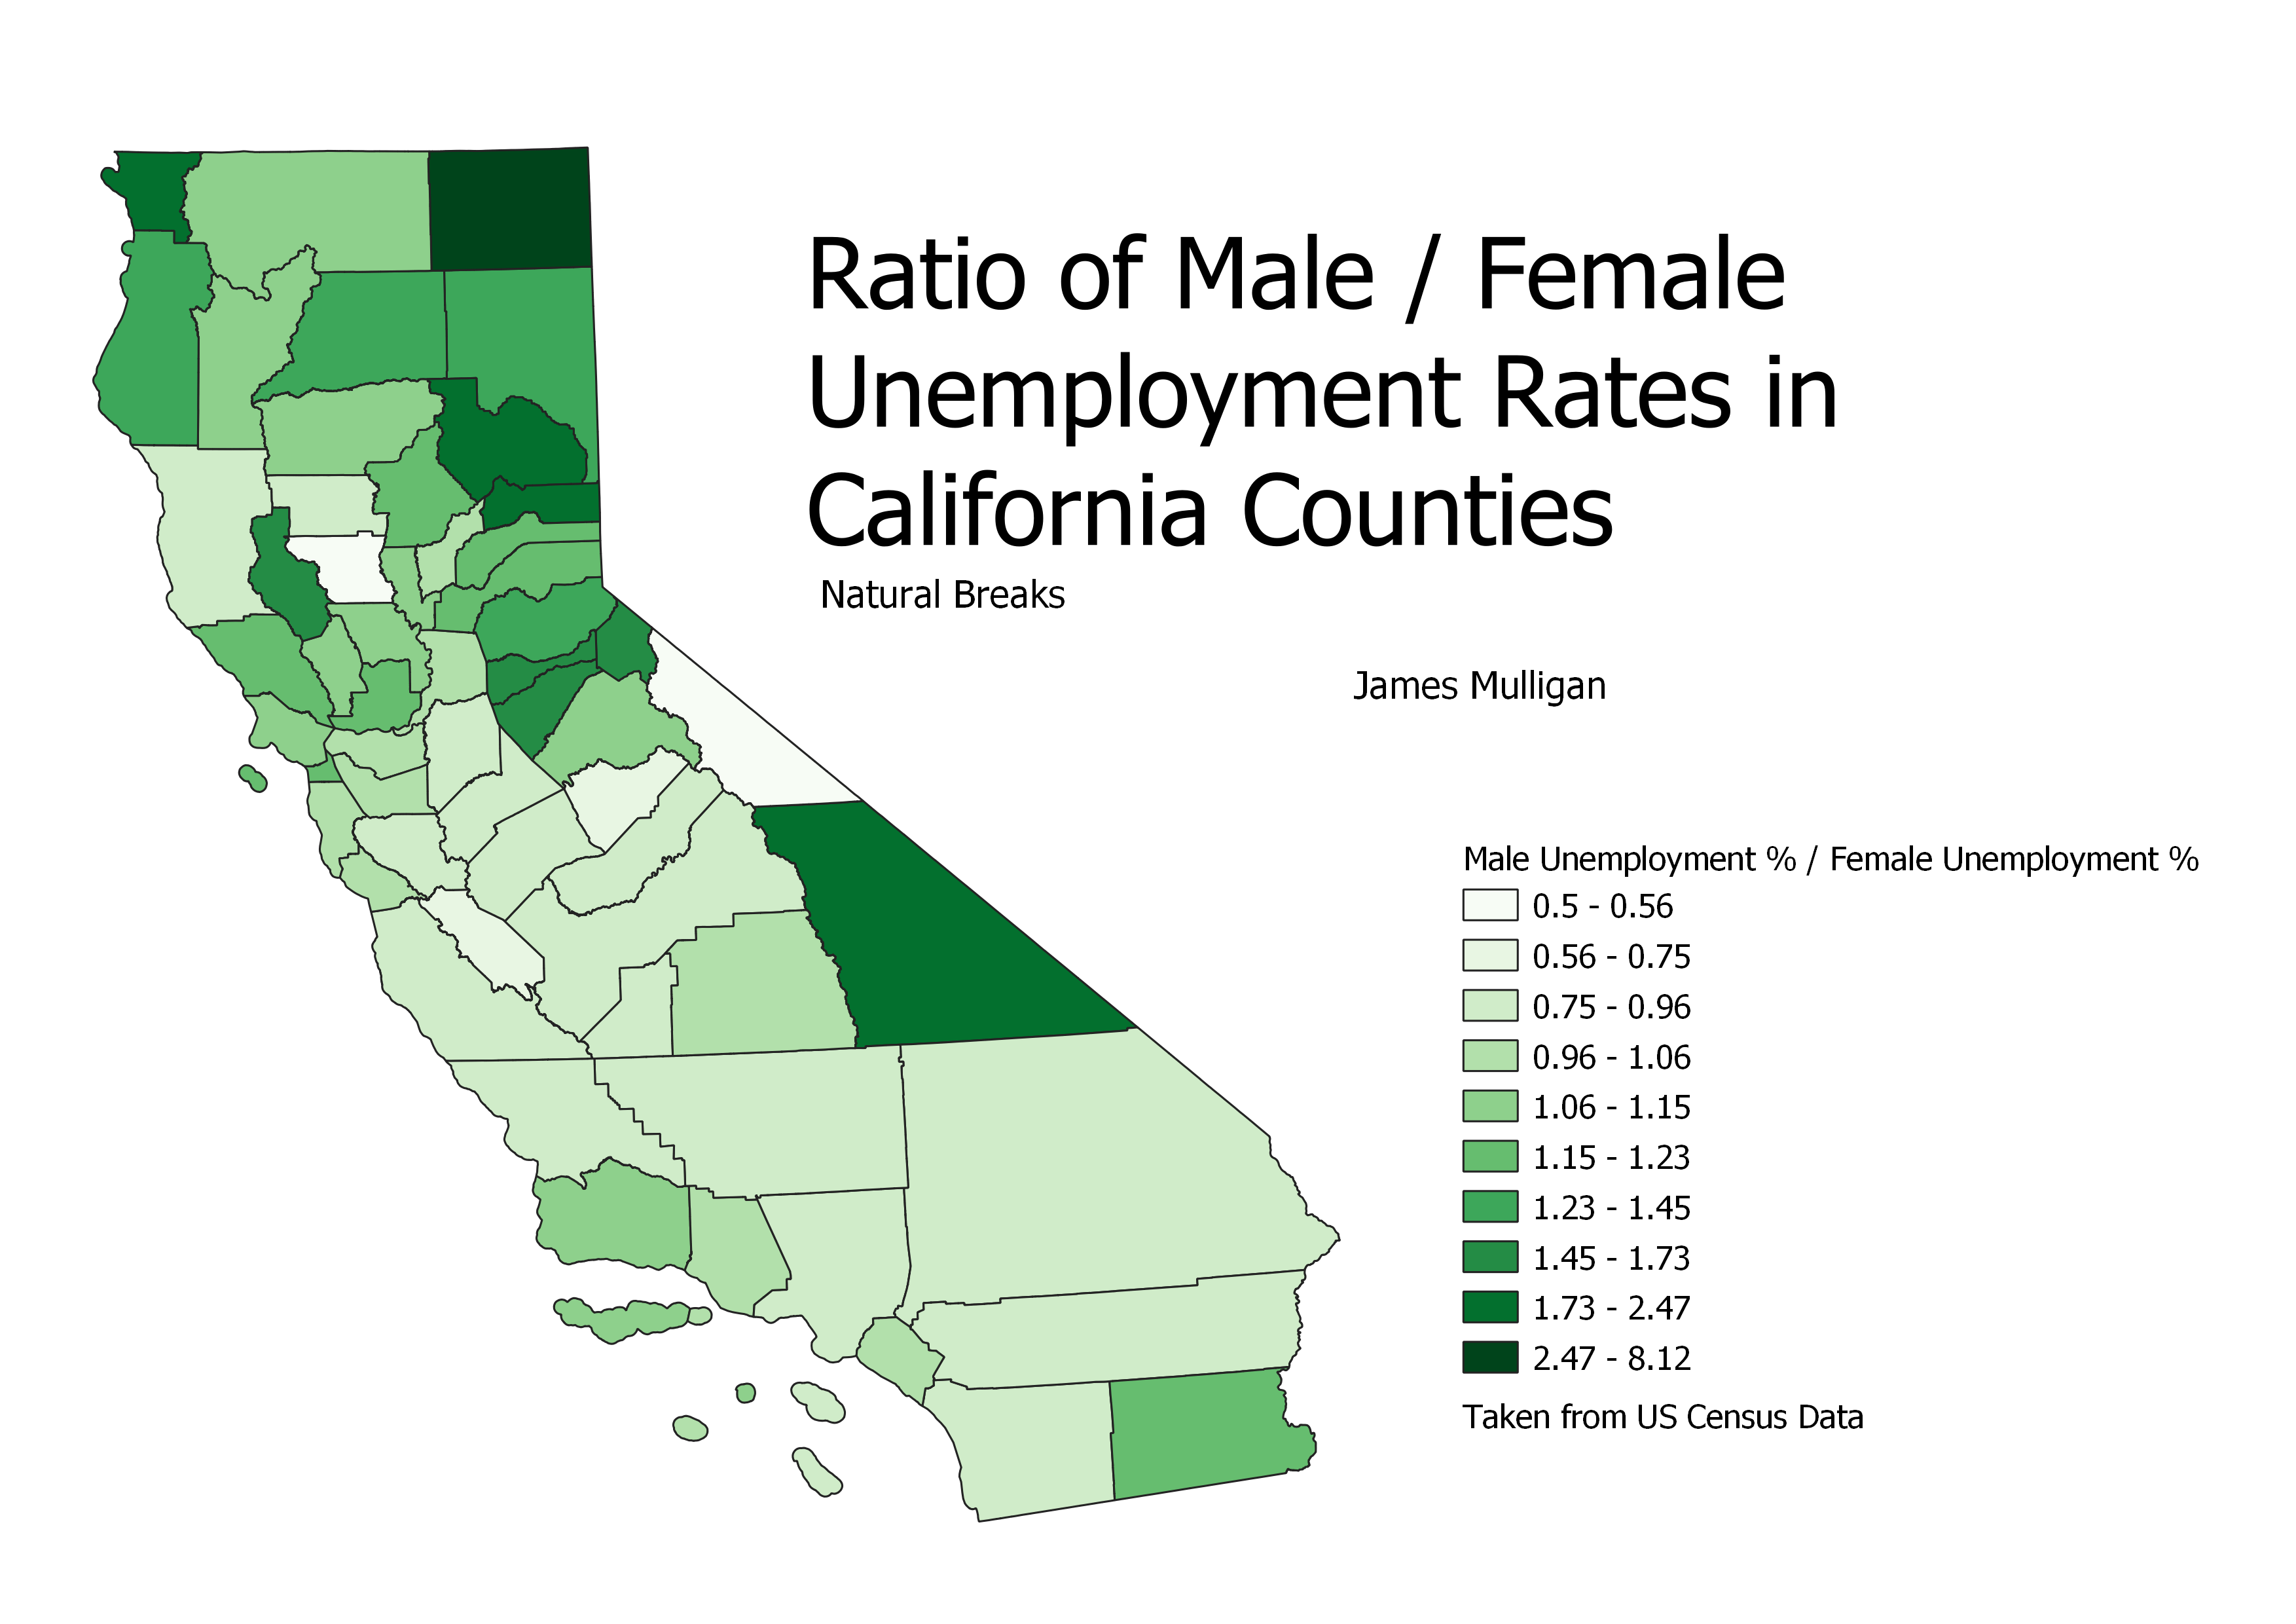 Ratio of Male / Female
Unemployment Rates in
California Counties
Natural Breaks
James Mulligan
Male Unemployment % / Female Unemployment %
0.5 - 0.56
0.56 - 0.75
0.75 - 0.96
0.96 - 1.06
1.06 - 1.15
1.15 - 1.23
1.23 - 1.45
1.45 - 1.73
1.73 - 2.47
2.47 - 8.12
Taken from US Census Data